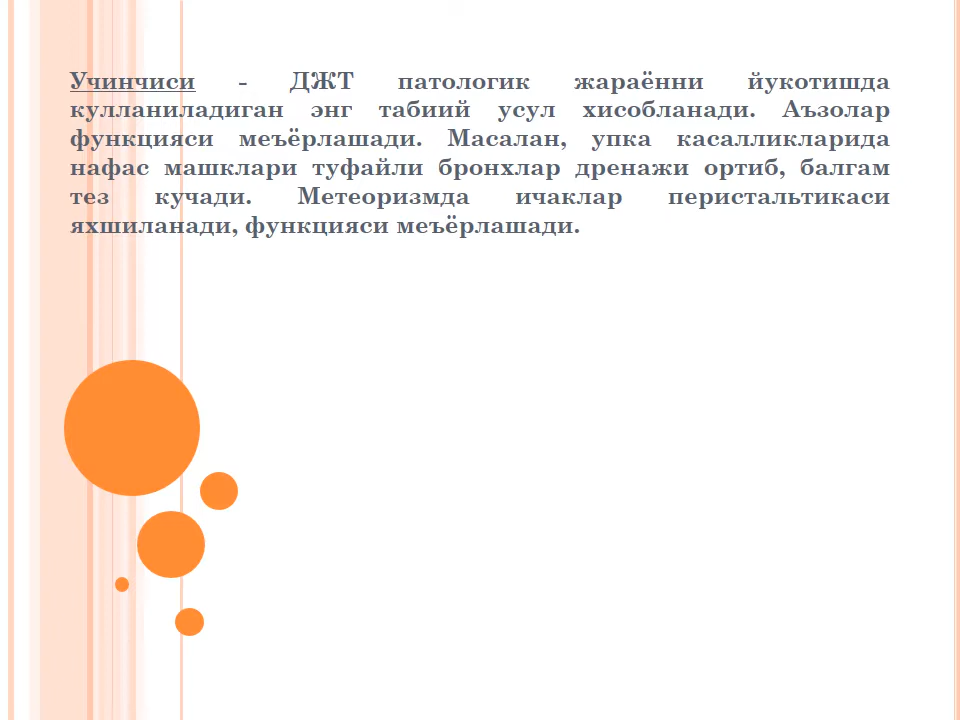 Учинчиси - ДЖТ патологик жараённи йукотишда
кулланиладиган энг табиий усул хисобланади. Аъзолар
функцияси меъёрлашади. Масалан, упка касалликларида
нафас машклари туфайли бронхлар дренажи ортиб, балгам
тез кучади. Метеоризмда ичаклар перистальтикаси
яхшиланади, функцияси меъёрлашади.